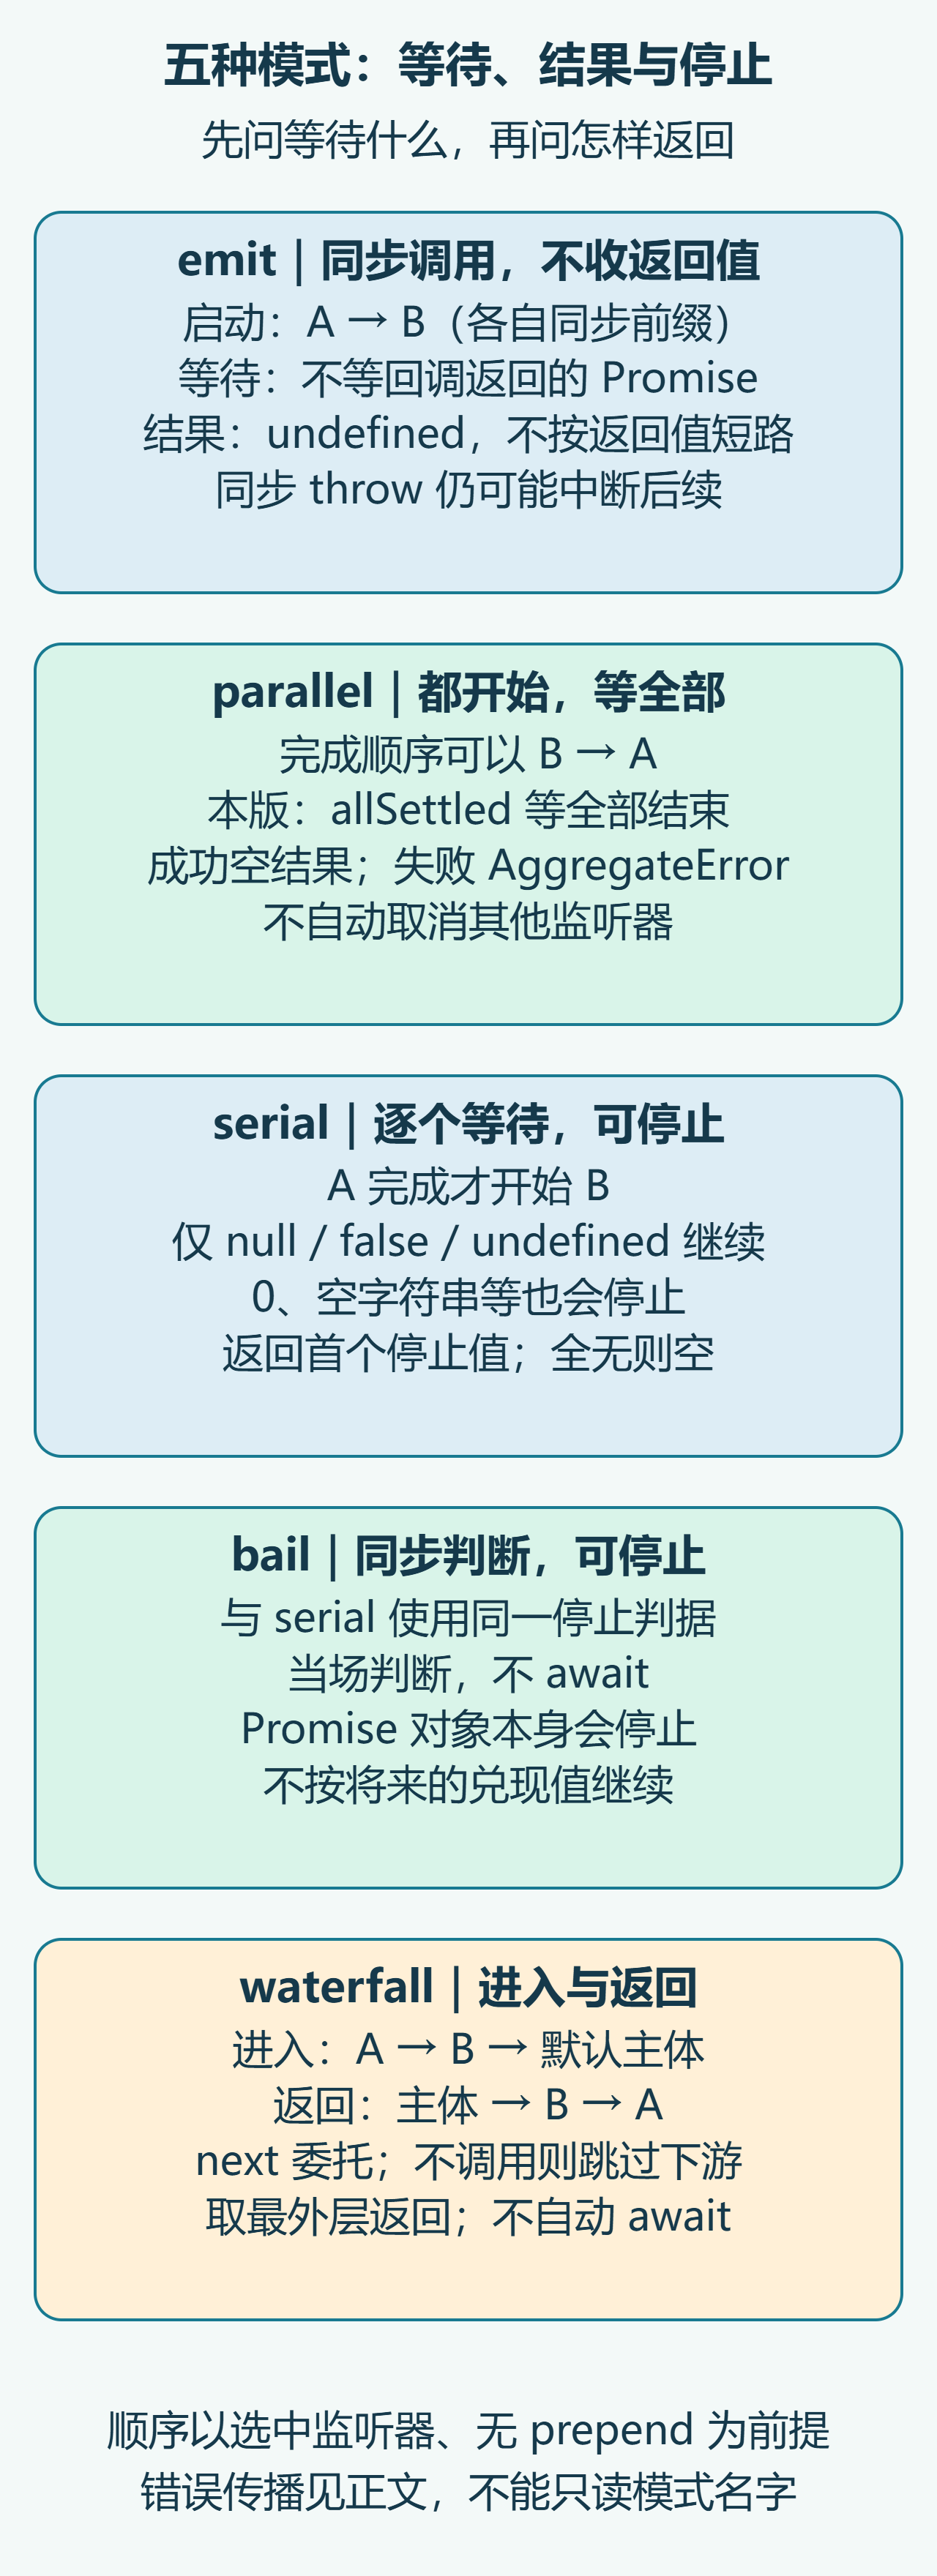 五种模式：等待、结果与停止
先问等待什么，再问怎样返回
emit｜同步调用，不收返回值
启动：A → B（各自同步前缀）
等待：不等回调返回的 Promise
结果：undefined，不按返回值短路
同步 throw 仍可能中断后续
parallel｜都开始，等全部
完成顺序可以 B → A
本版：allSettled 等全部结束
成功空结果；失败 AggregateError
不自动取消其他监听器
serial｜逐个等待，可停止
A 完成才开始 B
仅 null / false / undefined 继续
0、空字符串等也会停止
返回首个停止值；全无则空
bail｜同步判断，可停止
与 serial 使用同一停止判据
当场判断，不 await
Promise 对象本身会停止
不按将来的兑现值继续
waterfall｜进入与返回
进入：A → B → 默认主体
返回：主体 → B → A
next 委托；不调用则跳过下游
取最外层返回；不自动 await
顺序以选中监听器、无 prepend 为前提
错误传播见正文，不能只读模式名字